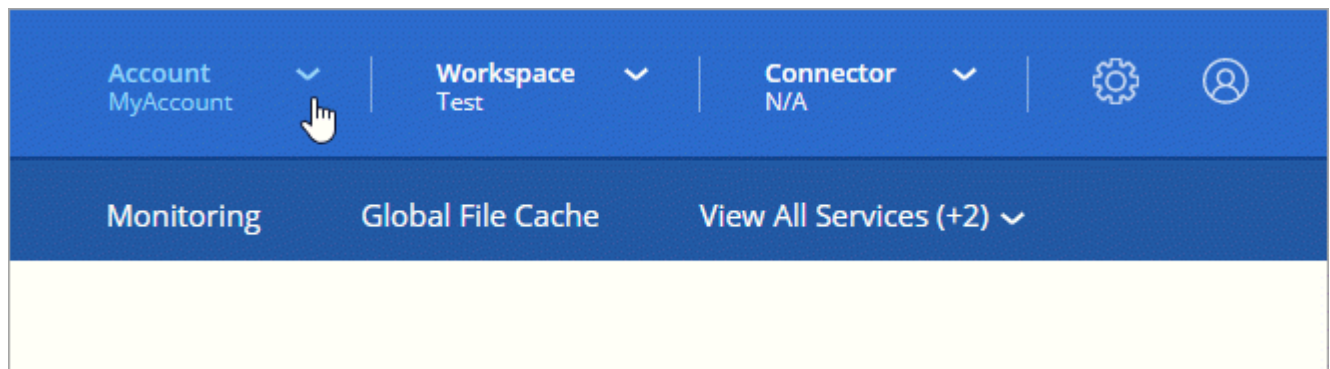 Account Workspace Connector
MyAccount Test N/A
Monitoring Global File Cache View All Services (+2)